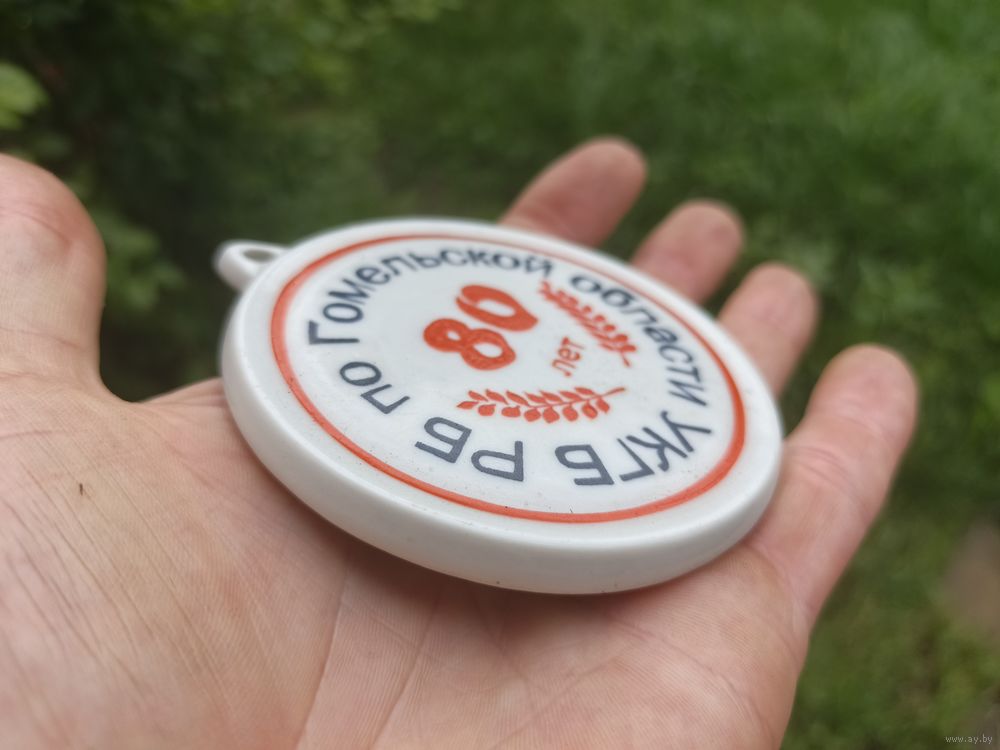 УКГБ РБ по Гомельской области
80
лет
www.ay.by